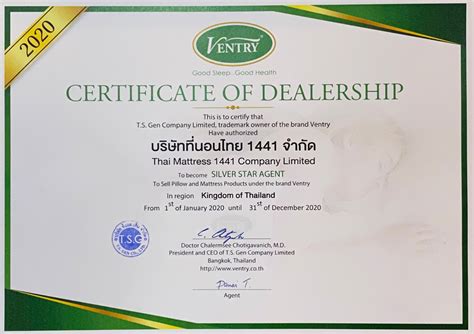 2020
VENTRY®
Good Sleep..Good Health
CERTIFICATE OF DEALERSHIP
This is to certify that
T.S. Gen Company Limited, trademark owner of the brand Ventry
Have authorized
บริษัทที่นอนไทย 1441 จำกัด
Thai Mattress 1441 Company Limited
To become SILVER STAR AGENT
To Sell Pillow and Mattress Products under the brand Ventry
In region Kingdom of Thailand
From 1st of January 2020 until 31st of December 2020
T.S.G
Doctor Chalermsee Chotigavanich, M.D.
President and CEO of T.S. Gen Company Limited
Bangkok, Thailand
http://www.ventry.co.th
Agent